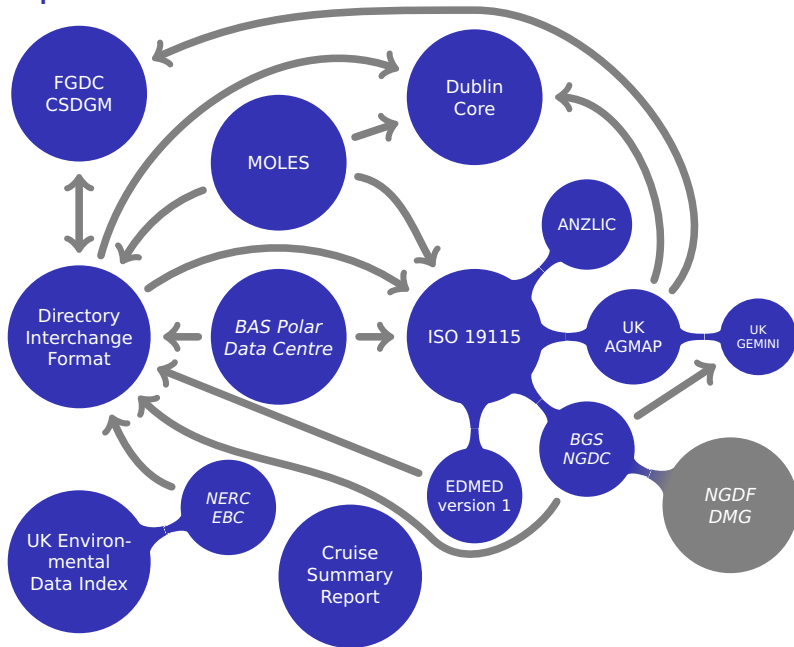 FGDC
CSDGM
Dublin
Core
MOLES
ANZLIC
Directory
Interchange
Format
BAS Polar
Data Centre
ISO 19115
UK
AGMAP
UK
GEMINI
BGS
NGDC
EDMED
version 1
NGDF
DMG
NERC
EBC
UK Environ-
mental
Data Index
Cruise
Summary
Report